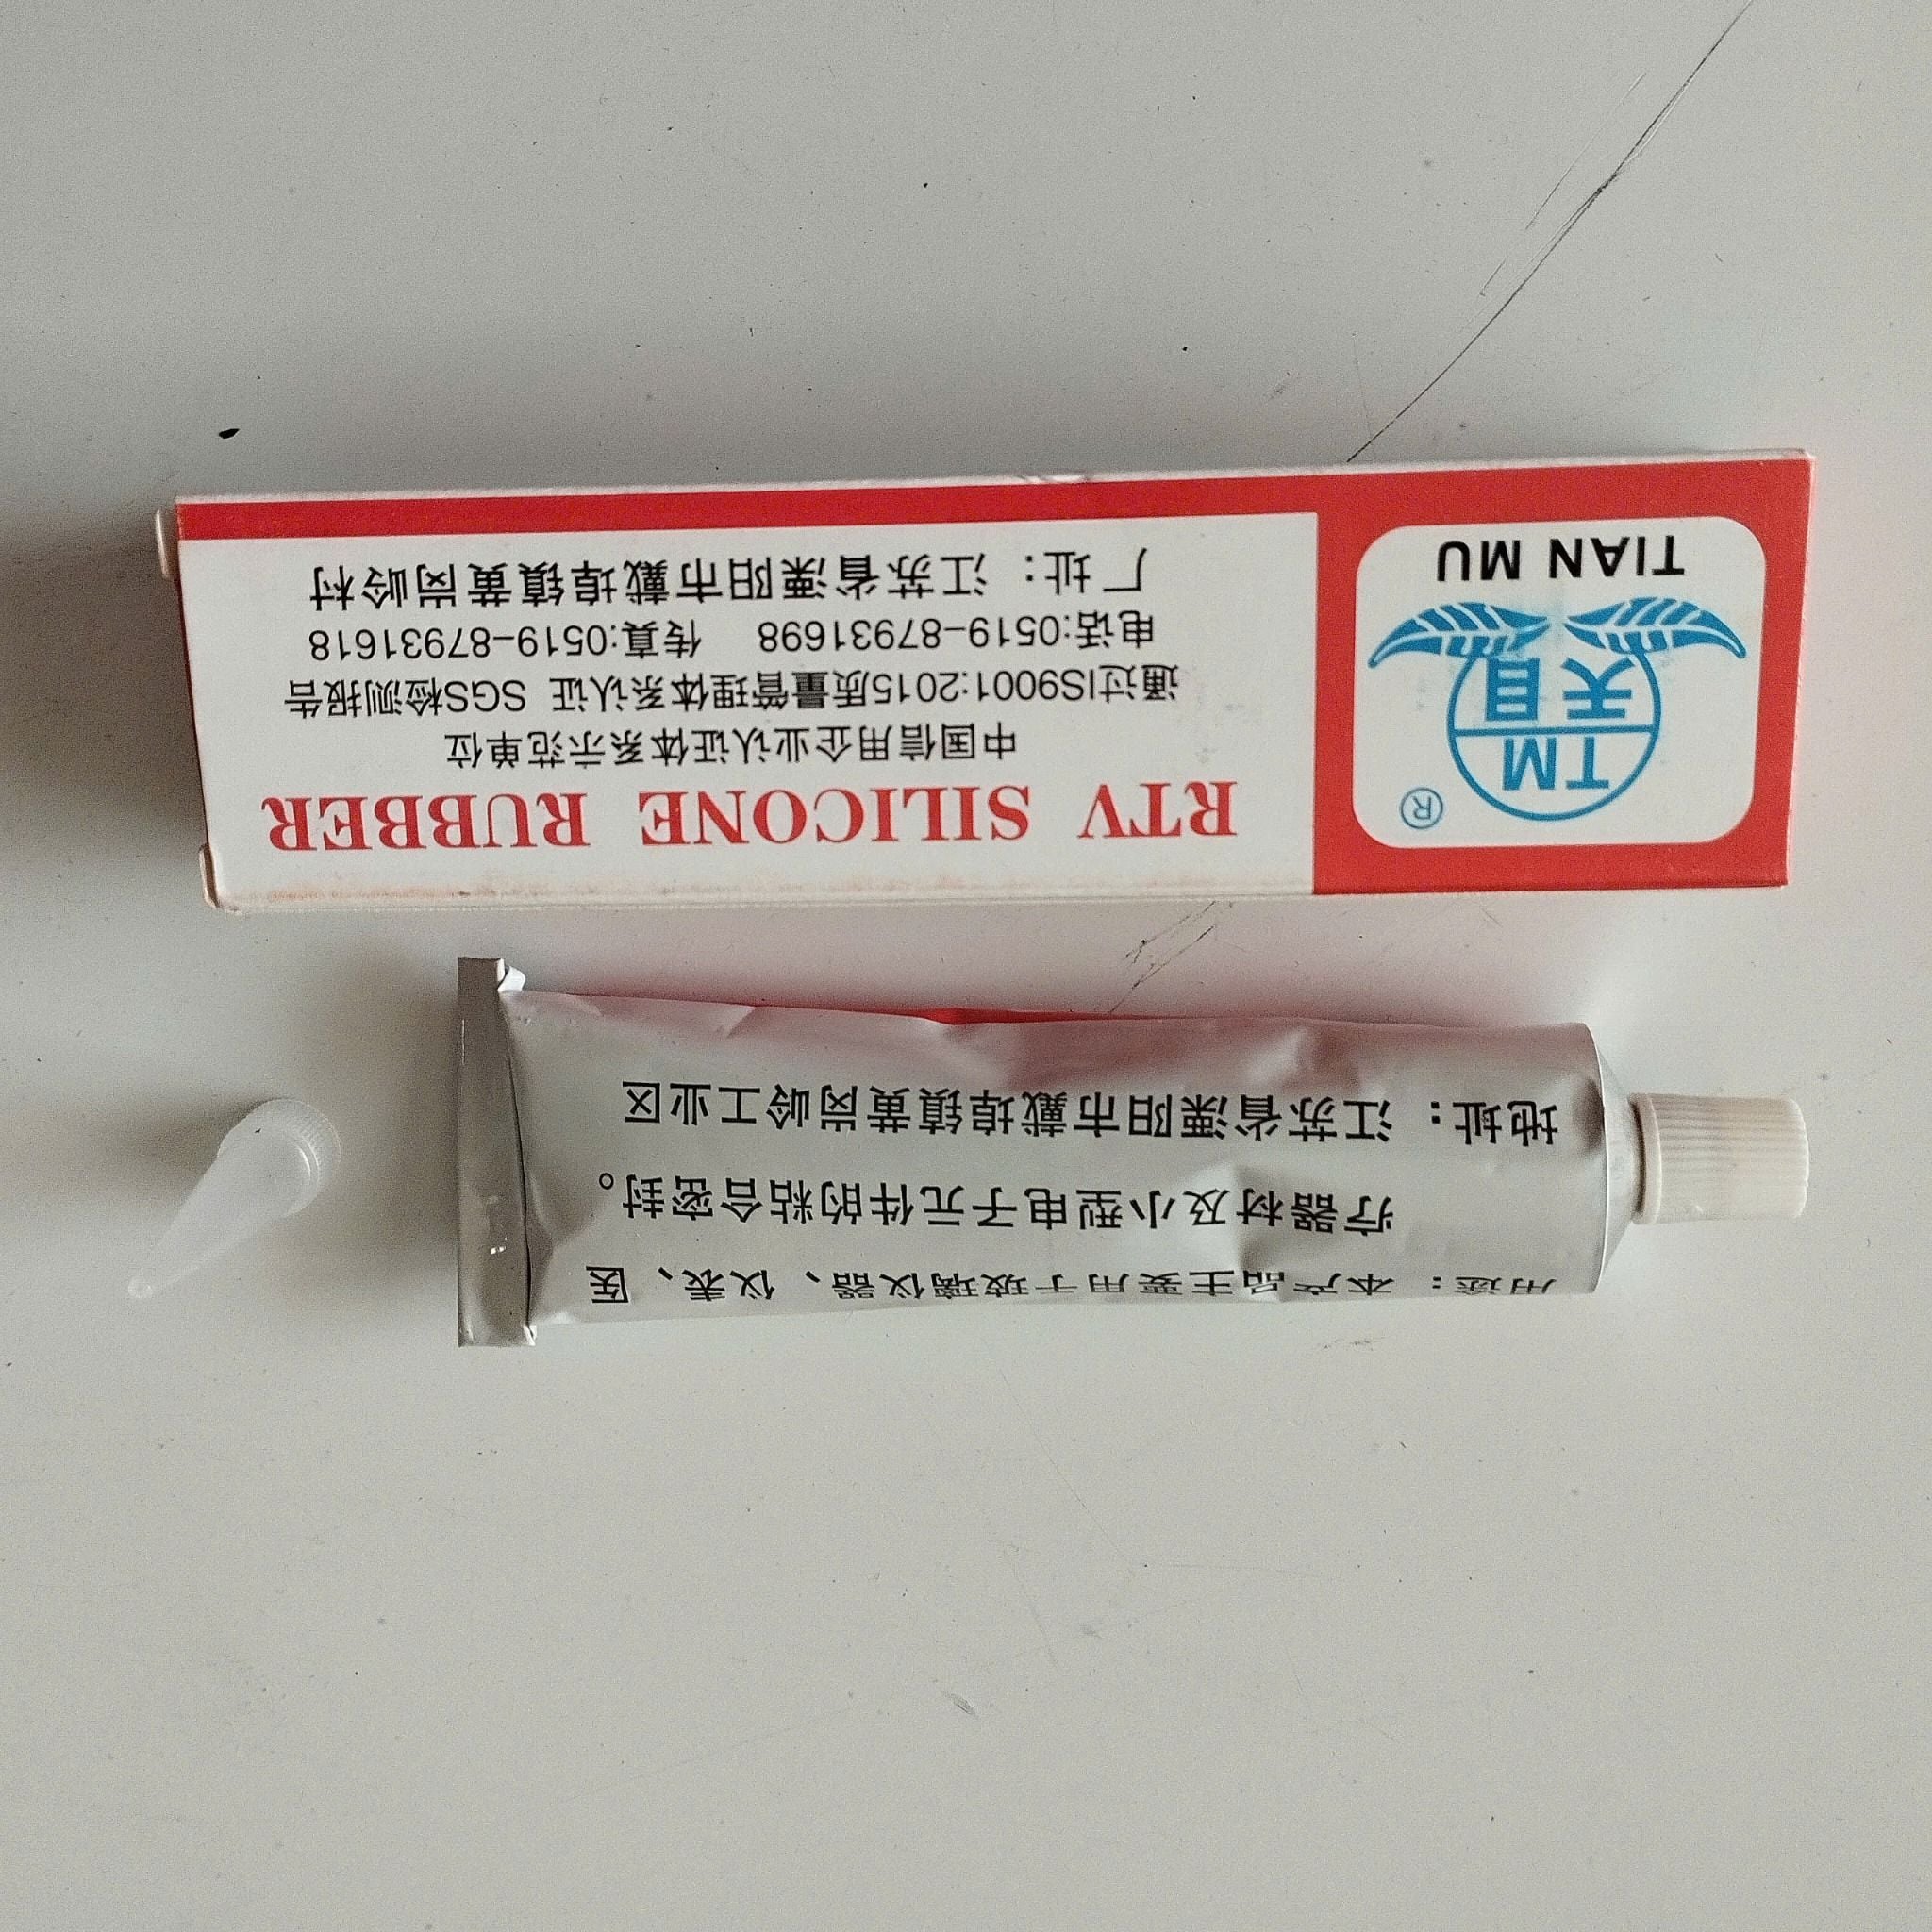 RTV SILICONE RUBBER
中国信用企业认证体系示范单位
通过IS9001:2015质量管理体系认证 SGS检测报告
电话:0519-87931698 传真:0519-87931618
厂址：江苏省溧阳市戴埠镇黄岗岭村
®
TM
天目
TIAN MU
用途：本产品主要用于玻璃仪器、仪表、医
疗器材及小型电子元件的粘合密封。
地址：江苏省溧阳市戴埠镇黄岗岭工业区